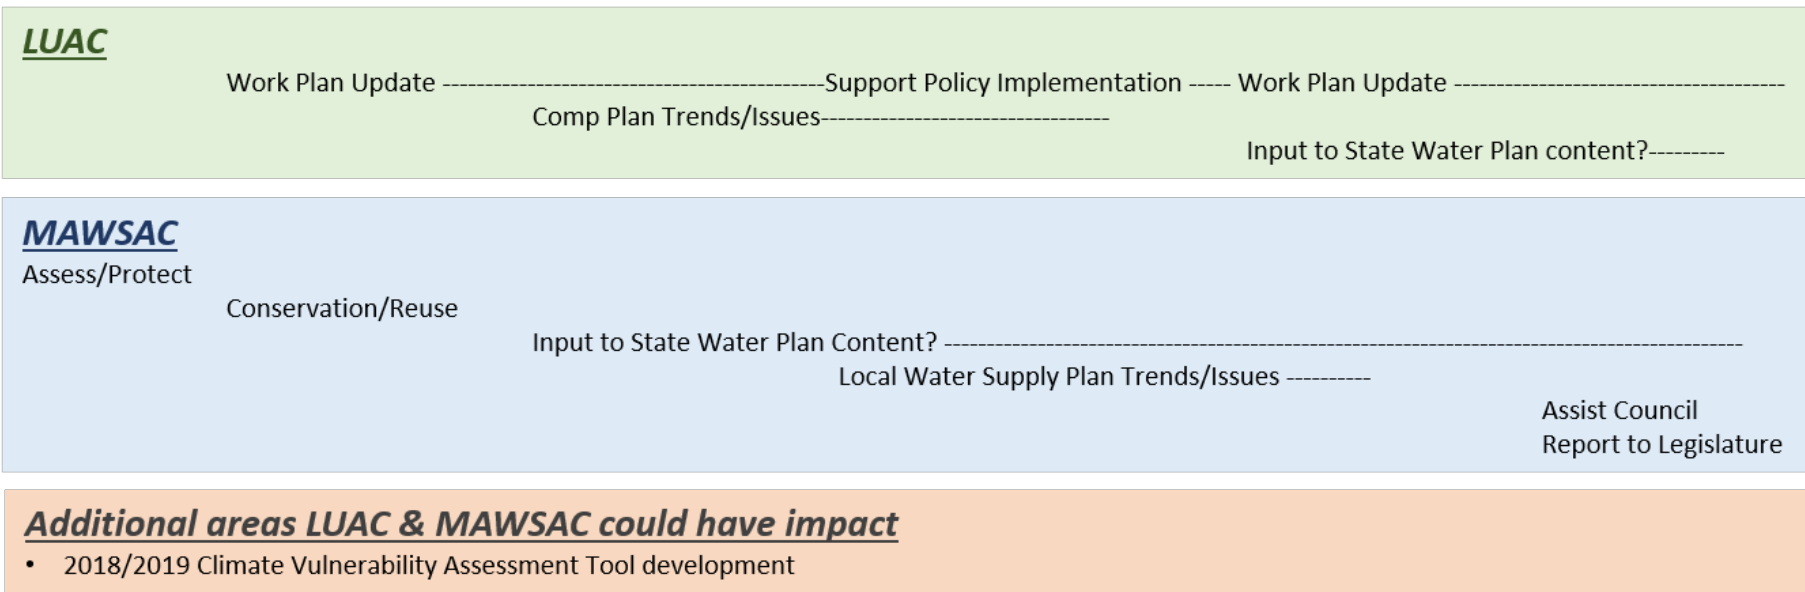 LUAC
Work Plan Update ---------------------------------------------Support Policy Implementation ----- Work Plan Update ---------------------------------------
Comp Plan Trends/Issues----------------------------------
Input to State Water Plan content?---------
MAWSAC
Assess/Protect
Conservation/Reuse
Input to State Water Plan Content? ----------------------------------------------------------------------------------------------
Local Water Supply Plan Trends/Issues ----------
Assist Council
Report to Legislature
Additional areas LUAC & MAWSAC could have impact
• 2018/2019 Climate Vulnerability Assessment Tool development